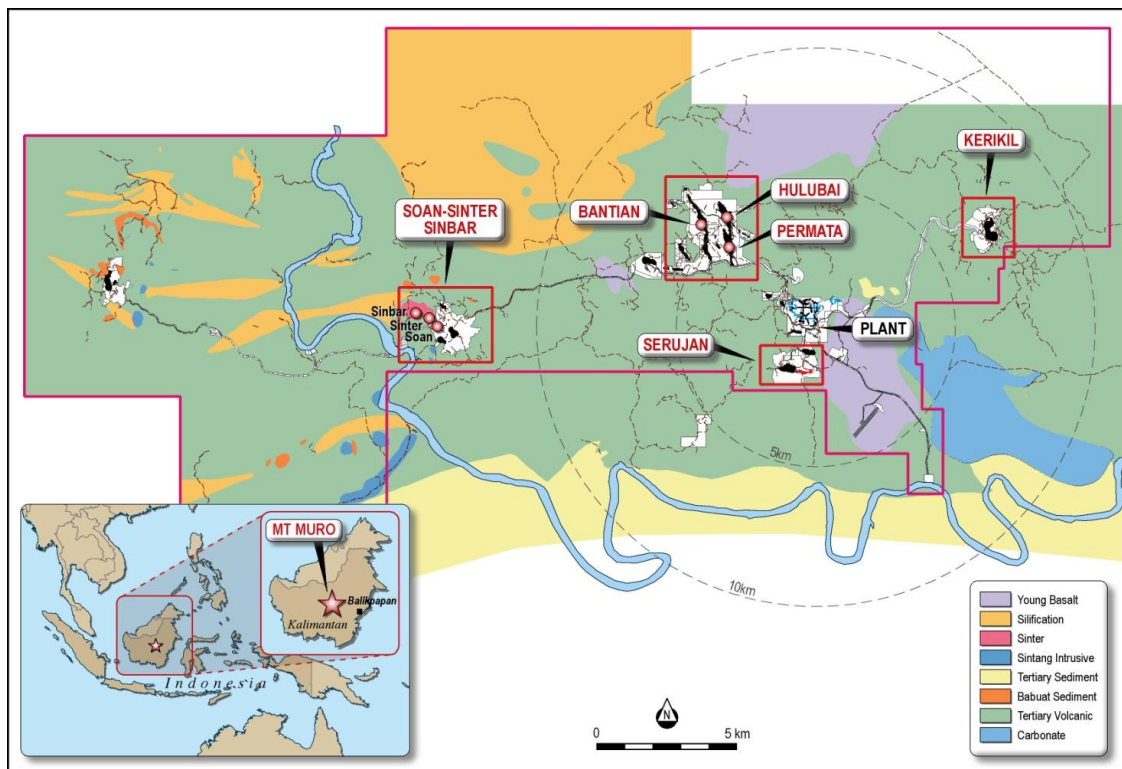 KERIKIL
HULUBAI
BANTIAN
PERMATA
SOAN-SINTER
SINBAR
Sinbar
Sinter
Soan
PLANT
SERUJAN
5km
10km
MT MURO
Balikpapan
Kalimantan
Indonesia
N
0
5 km
Young Basalt
Silification
Sinter
Sintang Intrusive
Tertiary Sediment
Babuat Sediment
Tertiary Volcanic
Carbonate